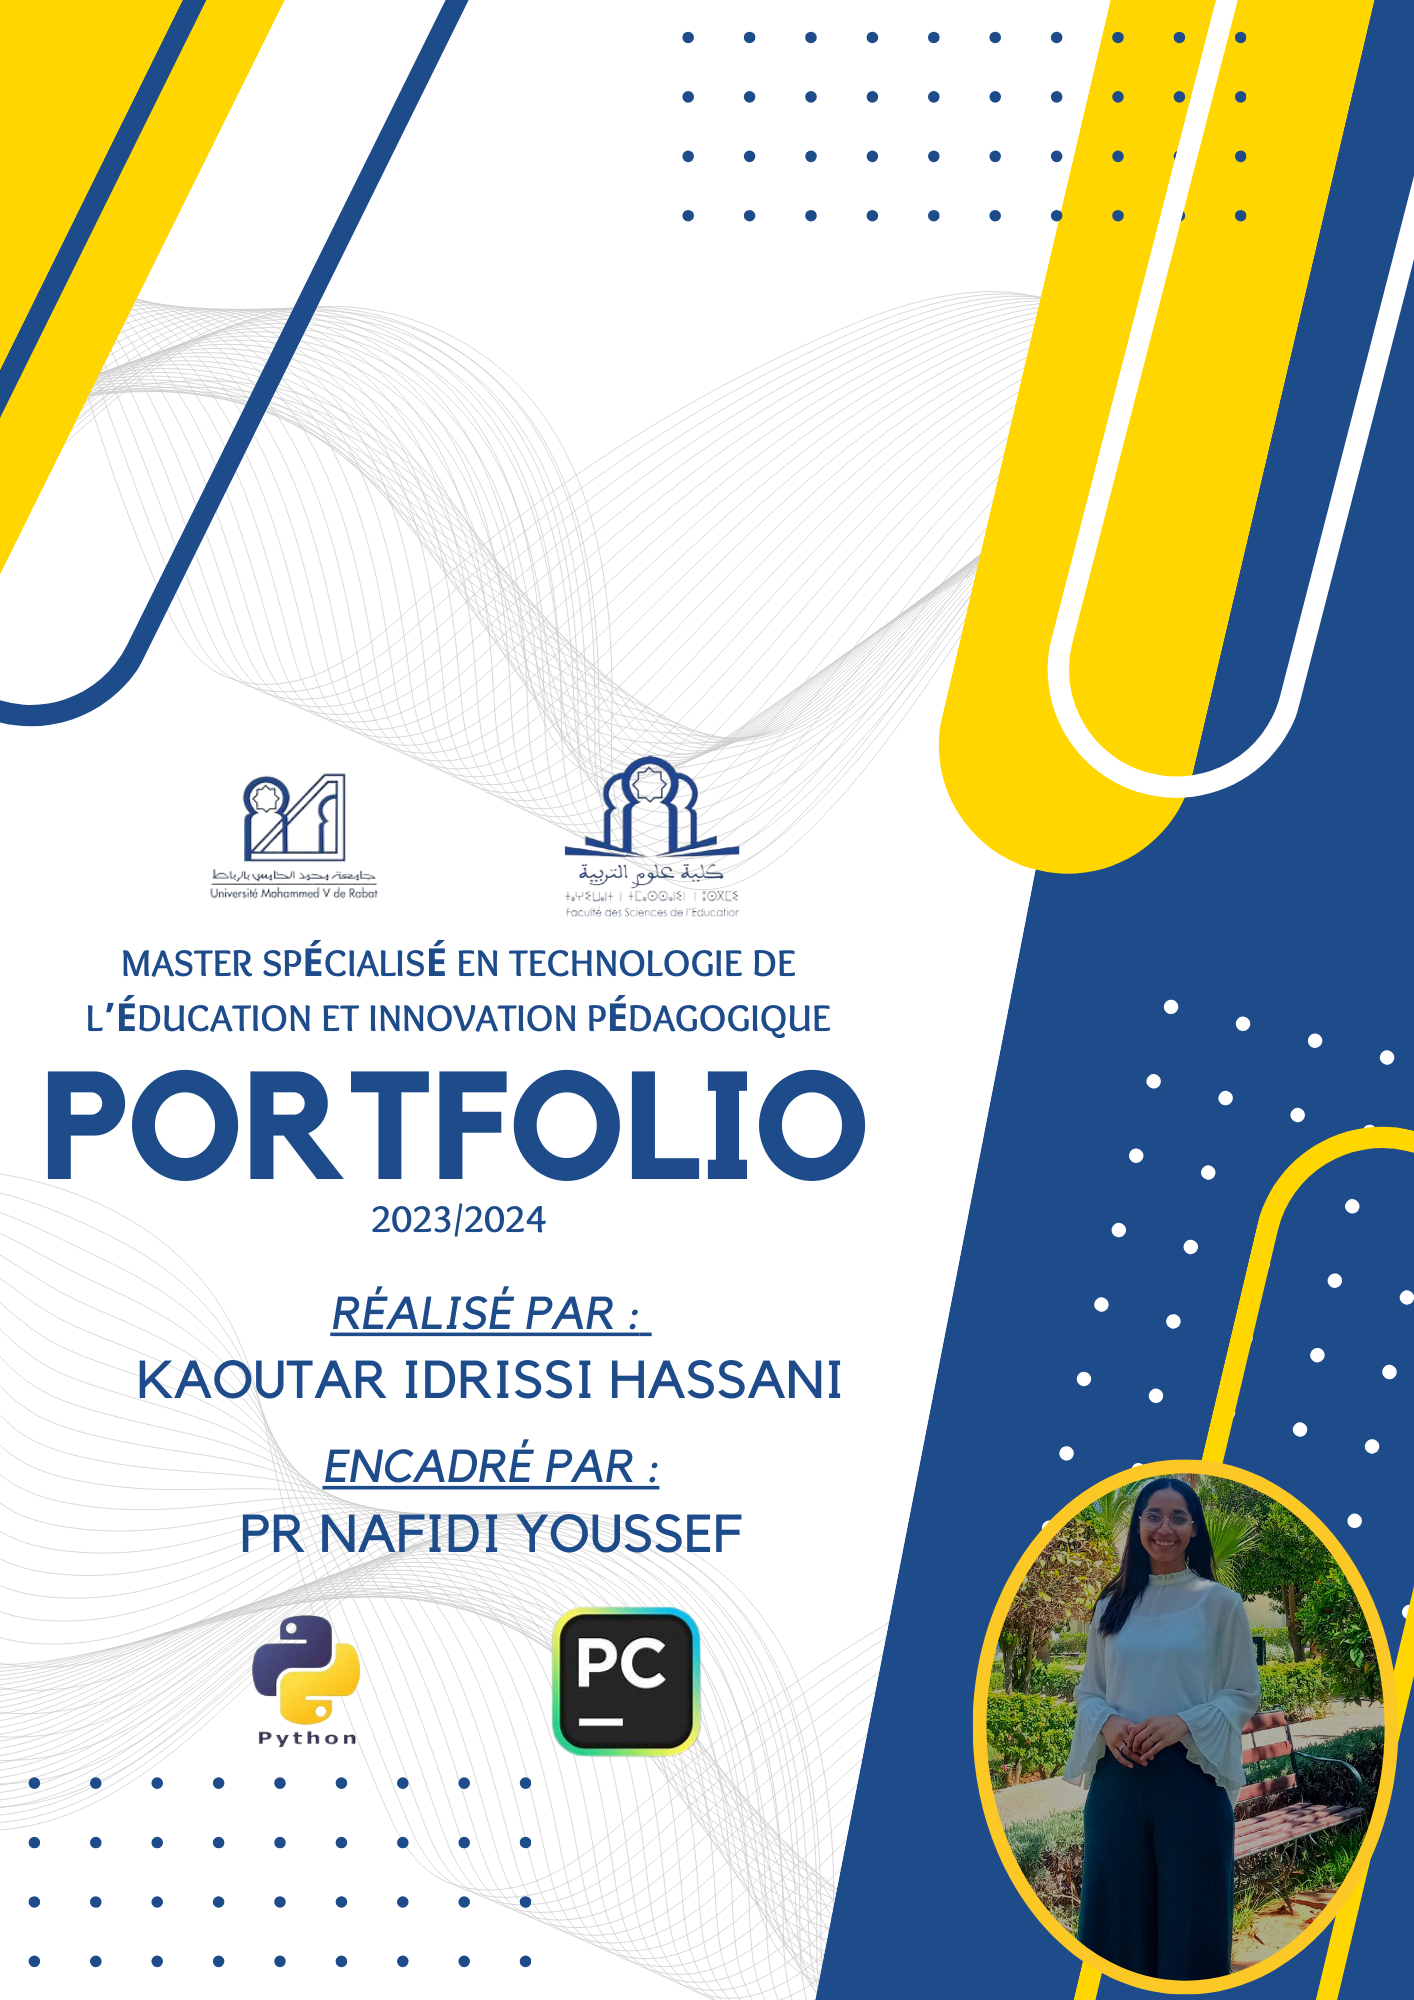 جامعة محمد الخامس بالرباط
Université Mohammed V de Rabat
كلية علوم التربية
Faculté des Sciences de l'Education
MASTER SPÉCIALISÉ EN TECHNOLOGIE DE
L'ÉDUCATION ET INNOVATION PÉDAGOGIQUE
PORTFOLIO
2023/2024
RÉALISÉ PAR :
KAOUTAR IDRISSI HASSANI
ENCADRÉ PAR :
PR NAFIDI YOUSSEF
Python
PC